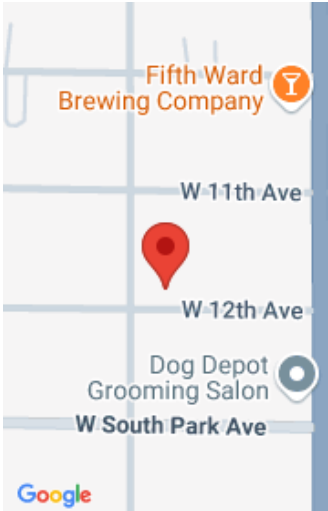 Fifth Ward
Brewing Company
W 11th Ave
W 12th Ave
Dog Depot
Grooming Salon
W South Park Ave
Google